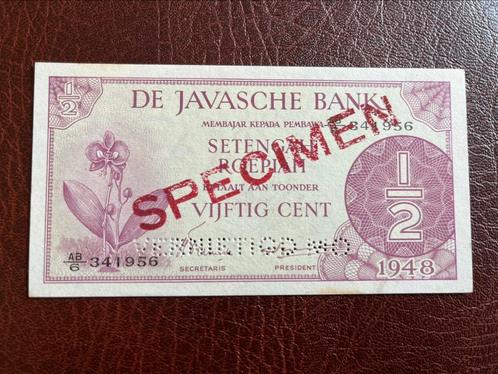 1/2
DE JAVASCHE BANK
MEMBAJAR KEPADA PEMBAWA
341956
SETENGAH
ROEPIAH
SPECIMEN
BETAALT AAN TOONDER
VIJFTIG CENT
1/2
AB/6 341956
SECRETARIS PRESIDENT
1948